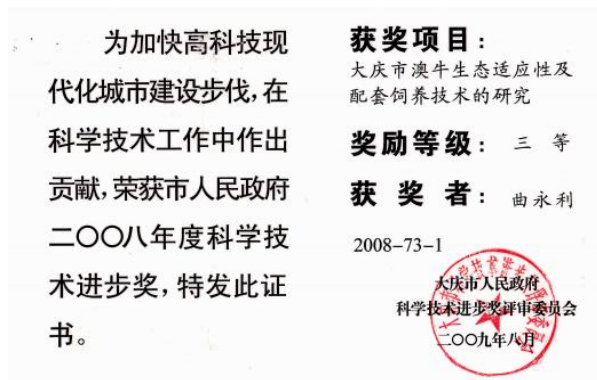 为加快高科技现
代化城市建设步伐,在
科学技术工作中作出
贡献,荣获市人民政府
二〇〇八年度科学技
术进步奖,特发此证
书。
获奖项目:
大庆市澳牛生态适应性及
配套饲养技术的研究
奖励等级: 三 等
获 奖 者: 曲永利
2008-73-1
大庆市人民政府
科学技术进步奖评审委员会
二〇〇九年八月